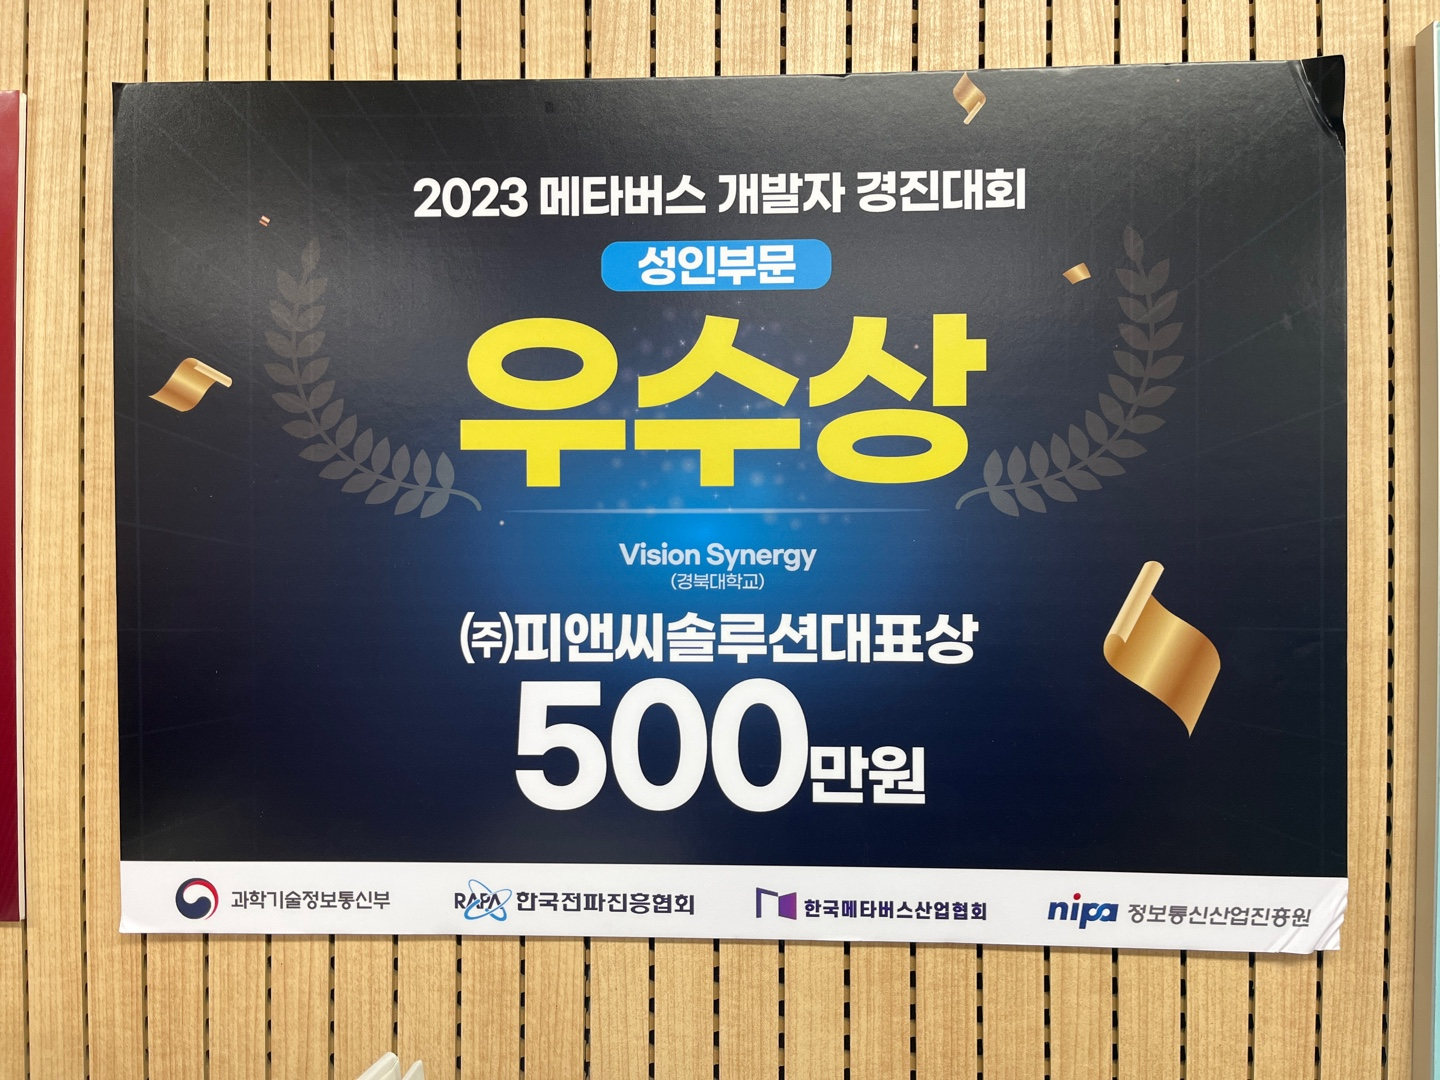 2023 메타버스 개발자 경진대회
성인부문
우수상
Vision Synergy
(경북대학교)
㈜피앤씨솔루션대표상
500만원
과학기술정보통신부
RAPA 한국전파진흥협회
한국메타버스산업협회
nipa 정보통신산업진흥원